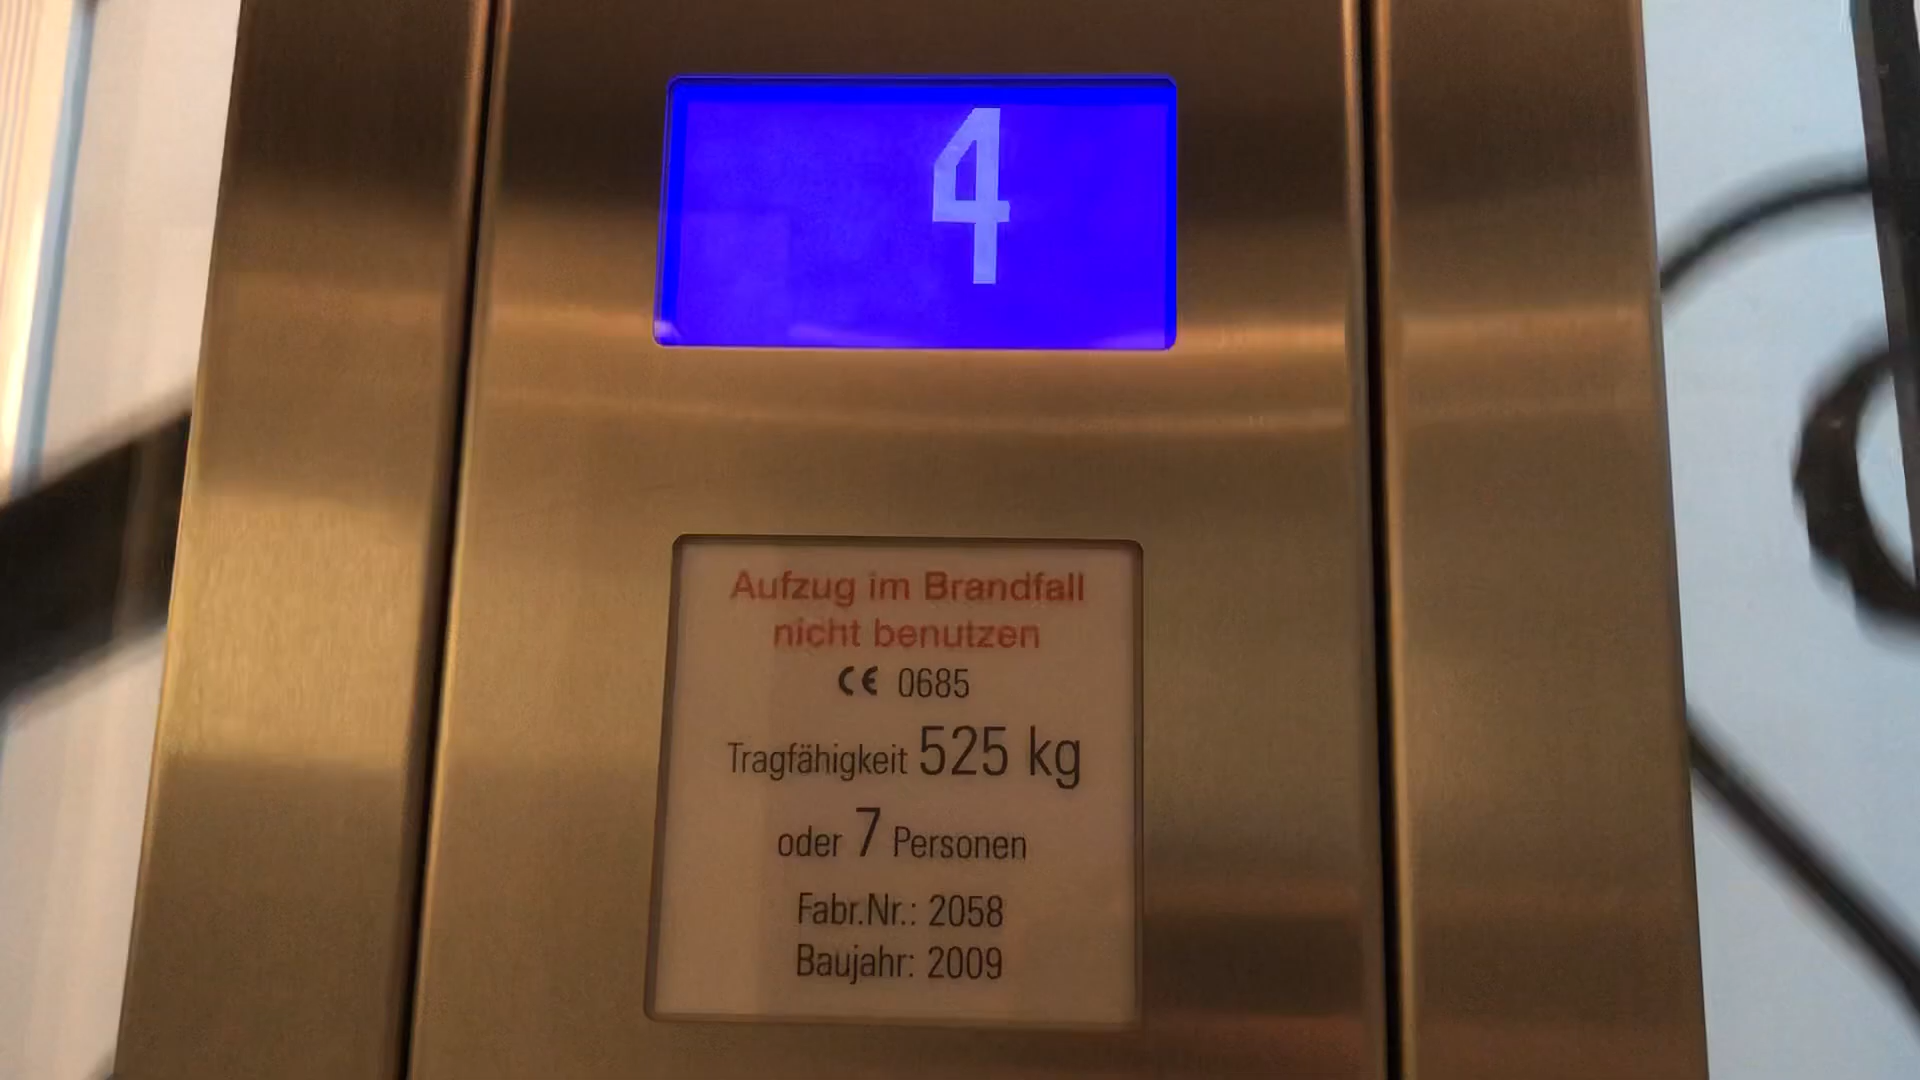 4
Aufzug im Brandfall
nicht benutzen
CE 0685
Tragfähigkeit 525 kg
oder 7 Personen
Fabr.Nr.: 2058
Baujahr: 2009